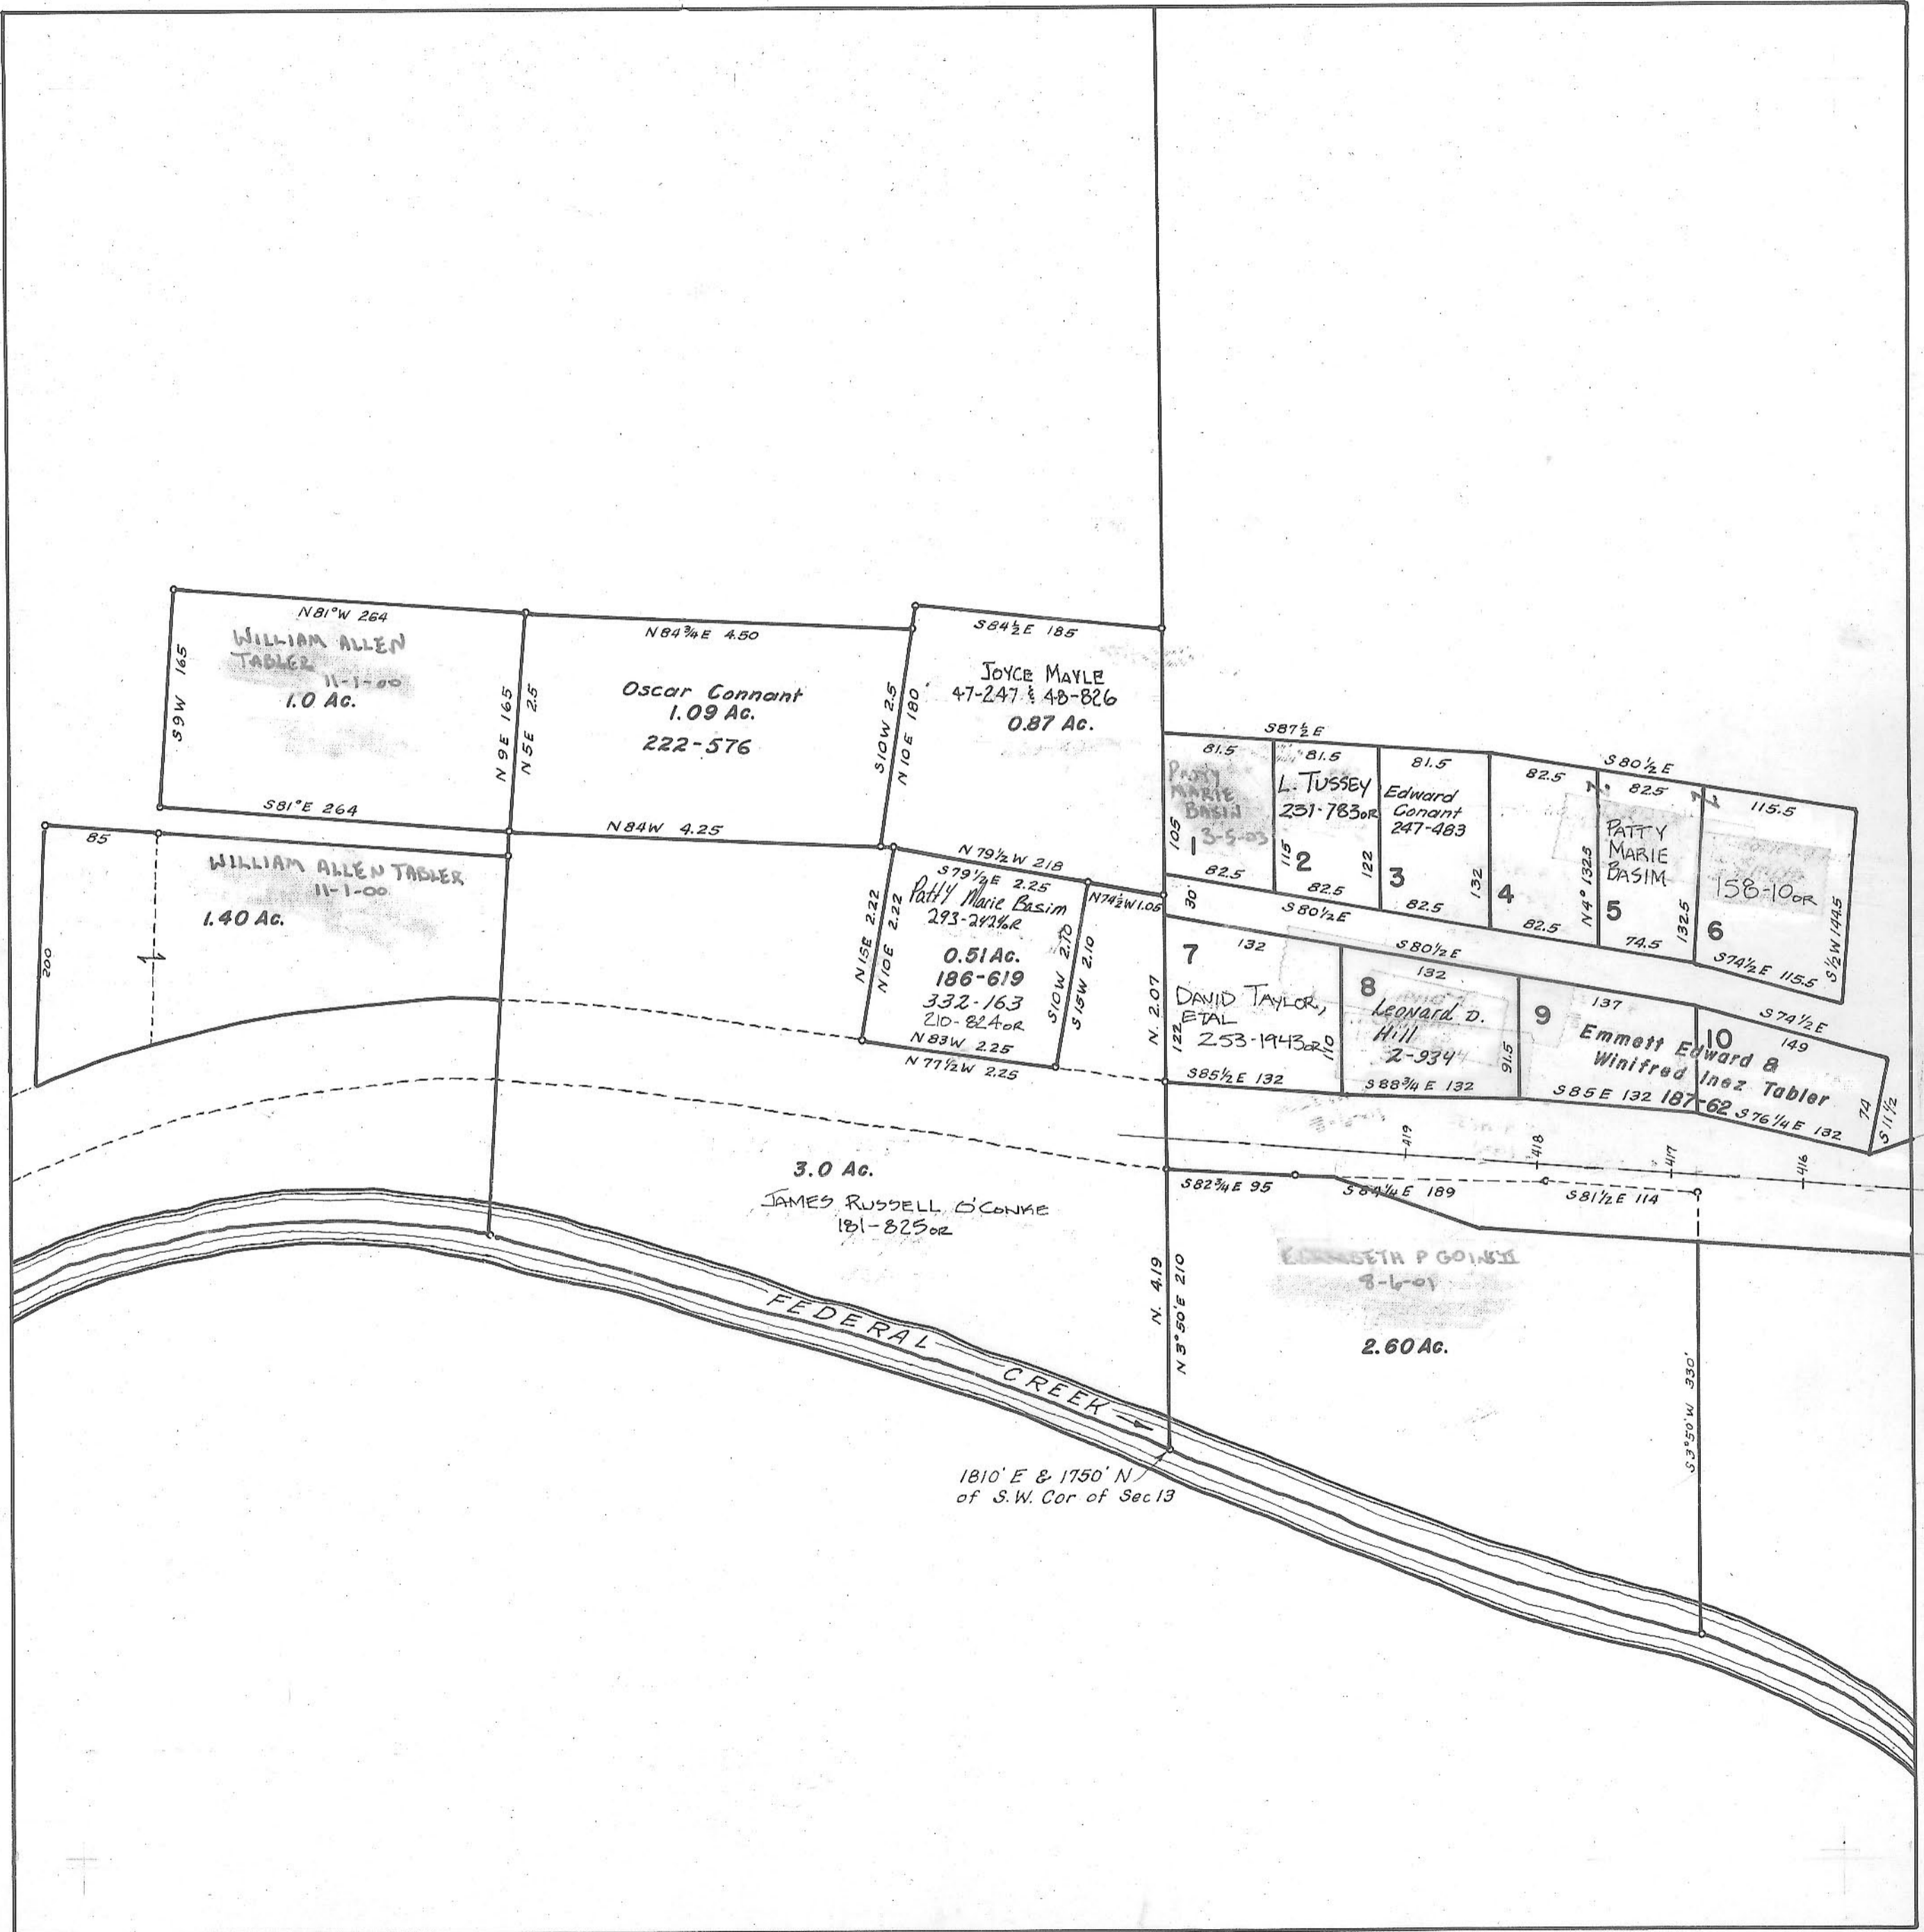 N81°W 264
WILLIAM ALLEN
TABLER
11-1-00
1.0 Ac.
S9W 165
N9E 165
S81°E 264
N5E 2.5
N84¾E 4.50
Oscar Connant
1.09 Ac.
222-576
N84W 4.25
S10W 2.5
N10E 180'
S84½E 185
JOYCE MAYLE
47-247 & 48-826
0.87 Ac.
N79½W 218
85
WILLIAM ALLEN TABLER
11-1-00
1.40 Ac.
200
S79½E 2.25
Patty Marie Basim
0.51 Ac.
186-619
332-163
210-824OR
N83W 2.25
N77½W 2.25
N15E 2.22
N10E 2.22
S10W 2.10
S15W 2.10
N74½W 1.05
S87½E
81.5
PATTY
MARIE
BASIN
3-5-03
105
1
82.5
81.5
L. TUSSEY
231-783OR
115
2
82.5
81.5
Edward
Conant
247-483
122
3
82.5
S80½E
82.5
132
4
82.5
82.5
PATTY
MARIE
BASIM
N4° 132.5
5
74.5
115.5
158-10OR
132.5
6
S74½E 115.5
S½W 144.5
30'
S80½E
S80½E
S74½E
7
132
DAVID TAYLOR,
ETAL
253-1943OR
N. 2.07
122
110
S85½E 132
8
132
Leonard D.
Hill
2-9344
91.5
S88¾E 132
9
137
10
149
Emmett Edward &
Winifred Inez Tabler
187-62
S85E 132
S76¼E 132
74
S11½
419
418
417
416
3.0 Ac.
JAMES RUSSELL O'CONKE
181-825OR
S82¾E 95
S84¼E 189
S81½E 114
P GOINS II
8-6-01
2.60 Ac.
N. 4.19
N3°50'E 210
S3°50'W 330'
FEDERAL CREEK
1810' E & 1750' N
of S.W. Cor of Sec 13